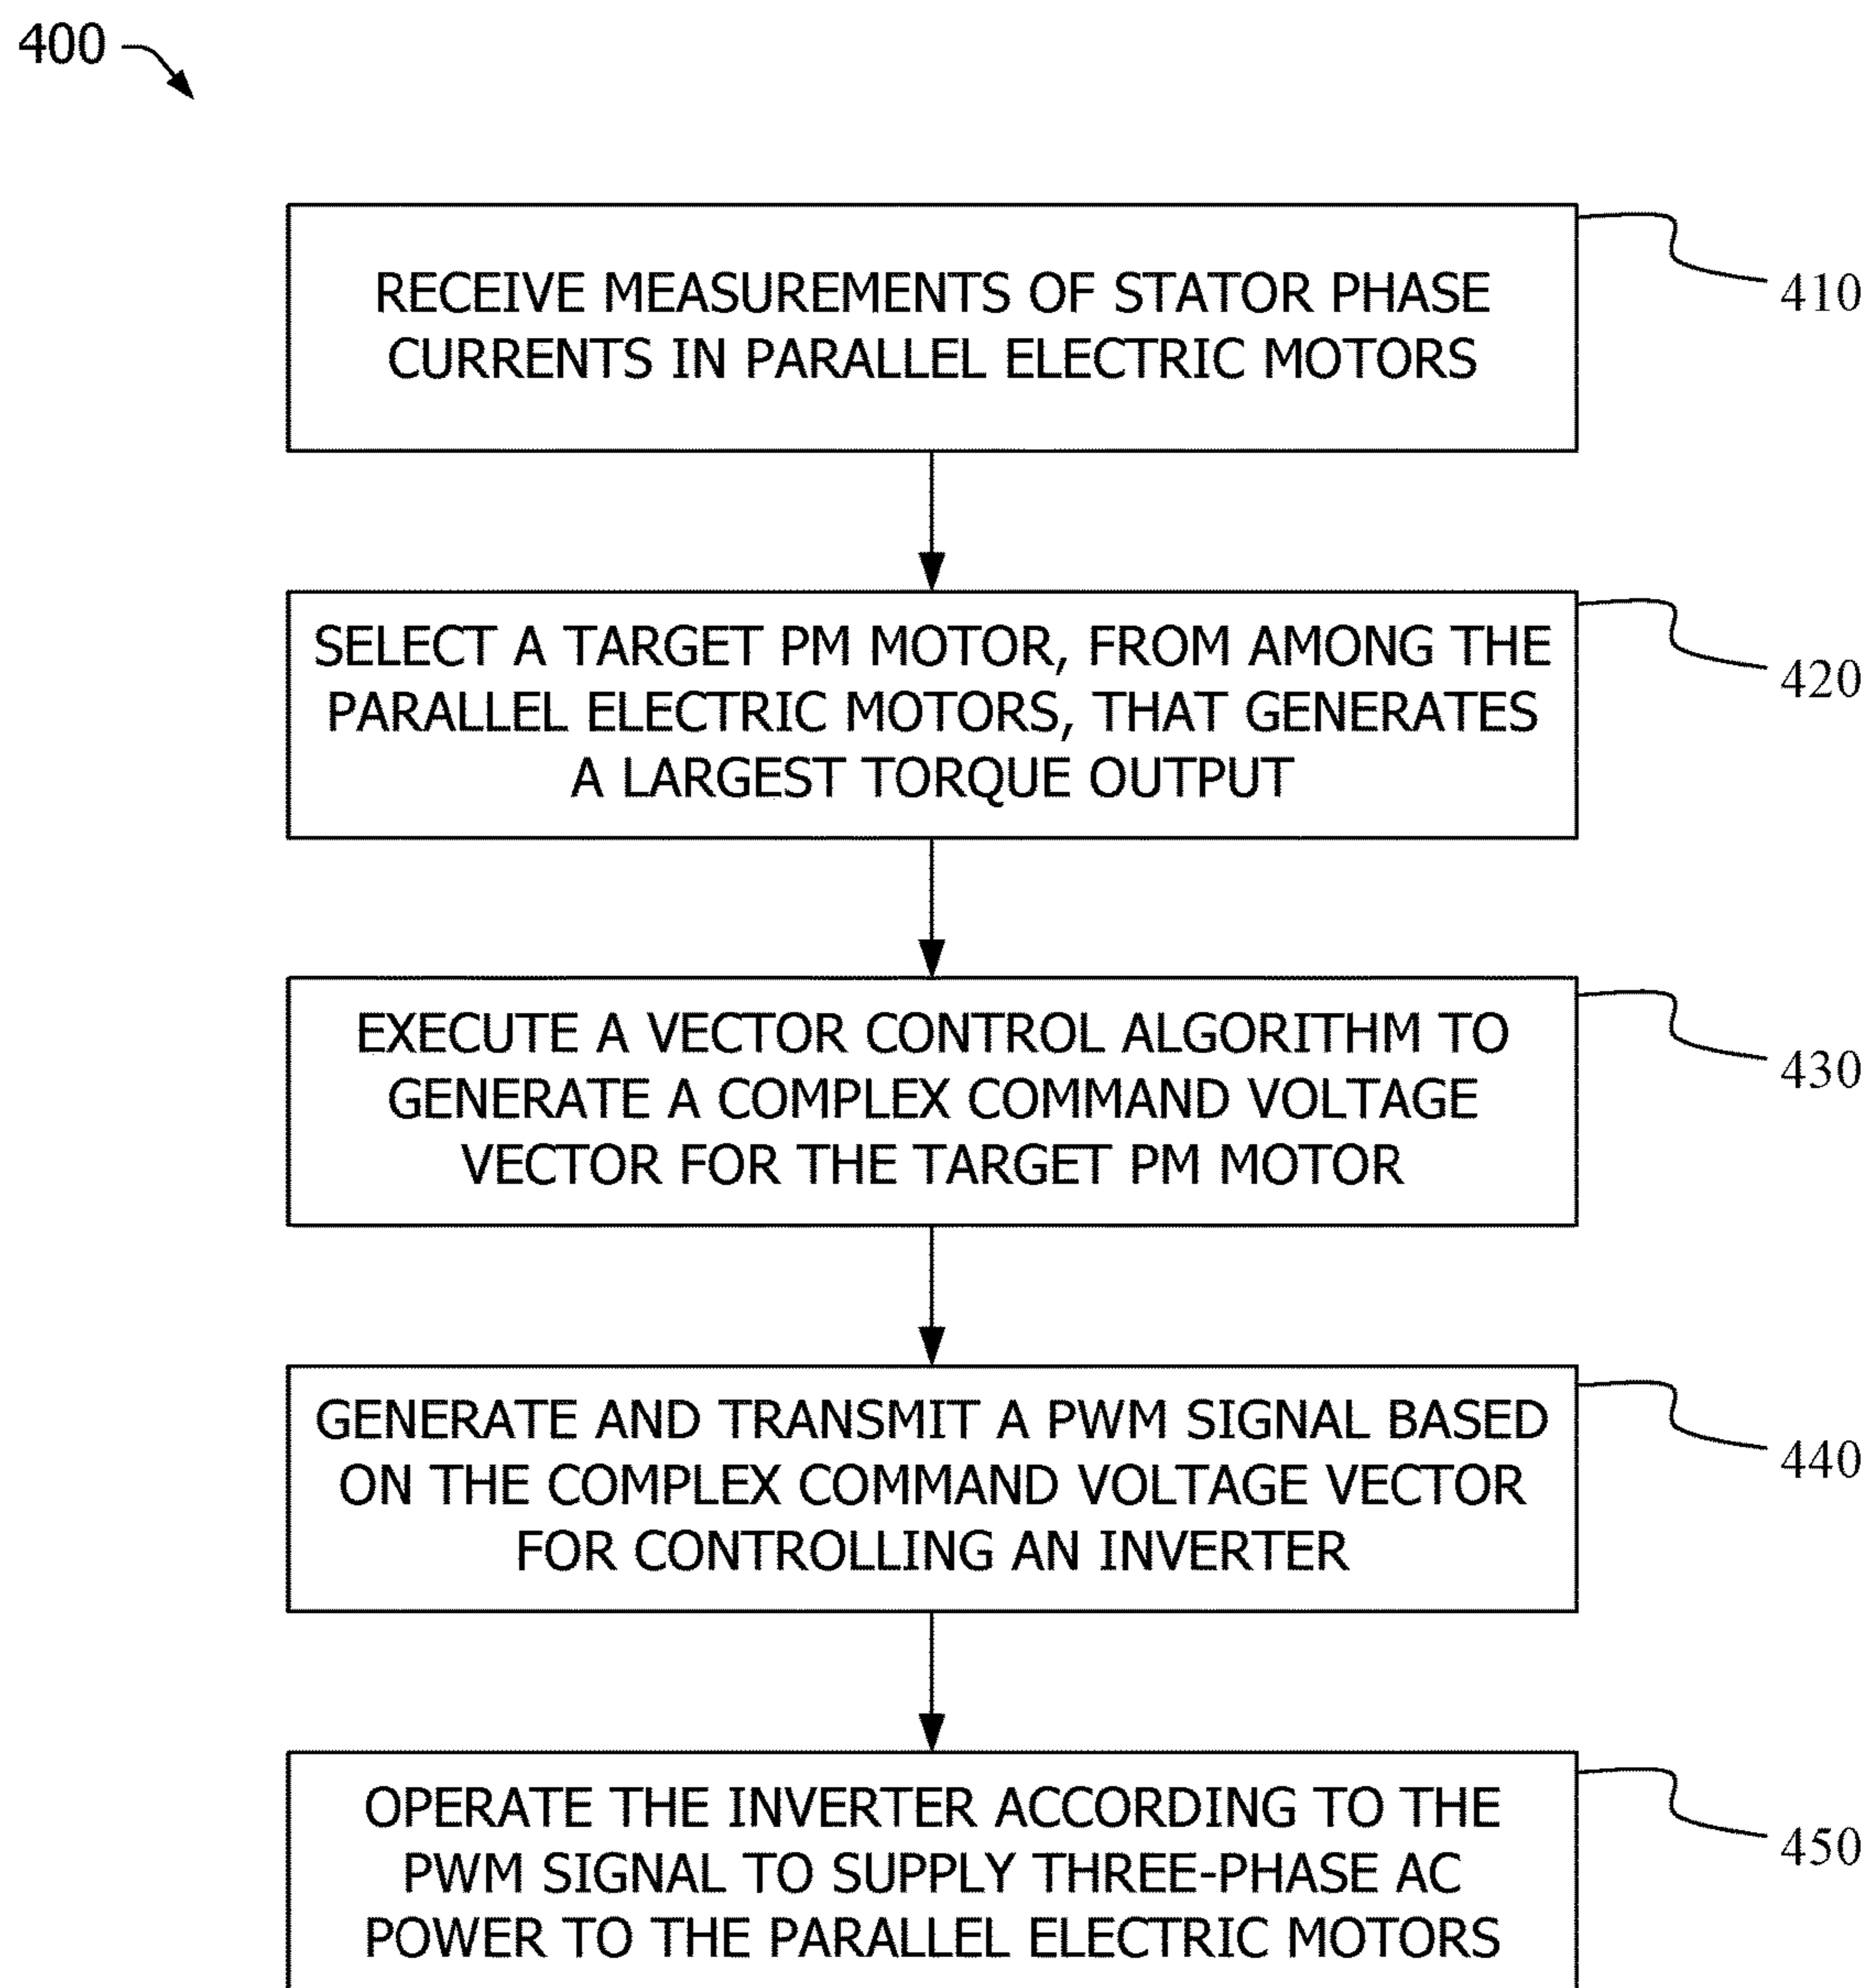 400
RECEIVE MEASUREMENTS OF STATOR PHASE
CURRENTS IN PARALLEL ELECTRIC MOTORS
410
SELECT A TARGET PM MOTOR, FROM AMONG THE
PARALLEL ELECTRIC MOTORS, THAT GENERATES
A LARGEST TORQUE OUTPUT
420
EXECUTE A VECTOR CONTROL ALGORITHM TO
GENERATE A COMPLEX COMMAND VOLTAGE
VECTOR FOR THE TARGET PM MOTOR
430
GENERATE AND TRANSMIT A PWM SIGNAL BASED
ON THE COMPLEX COMMAND VOLTAGE VECTOR
FOR CONTROLLING AN INVERTER
440
OPERATE THE INVERTER ACCORDING TO THE
PWM SIGNAL TO SUPPLY THREE-PHASE AC
POWER TO THE PARALLEL ELECTRIC MOTORS
450